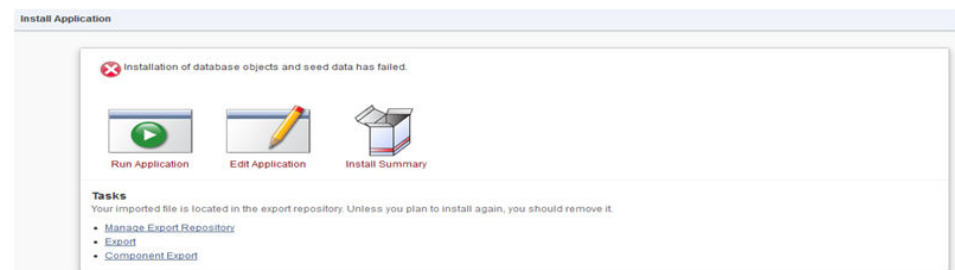 Install Application
Installation of database objects and seed data has failed.
Run Application
Edit Application
Install Summary
Tasks
Your imported file is located in the export repository. Unless you plan to install again, you should remove it.
Manage Export Repository
Export
Component Export